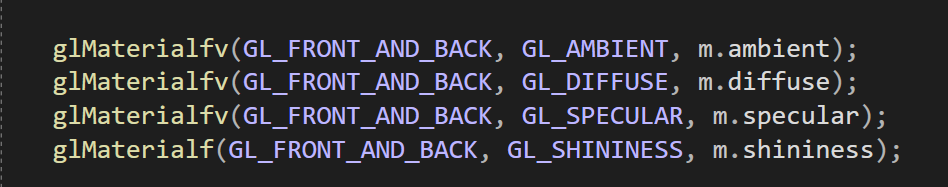 glMaterialfv(GL_FRONT_AND_BACK, GL_AMBIENT, m.ambient);
glMaterialfv(GL_FRONT_AND_BACK, GL_DIFFUSE, m.diffuse);
glMaterialfv(GL_FRONT_AND_BACK, GL_SPECULAR, m.specular);
glMaterialf(GL_FRONT_AND_BACK, GL_SHININESS, m.shininess);